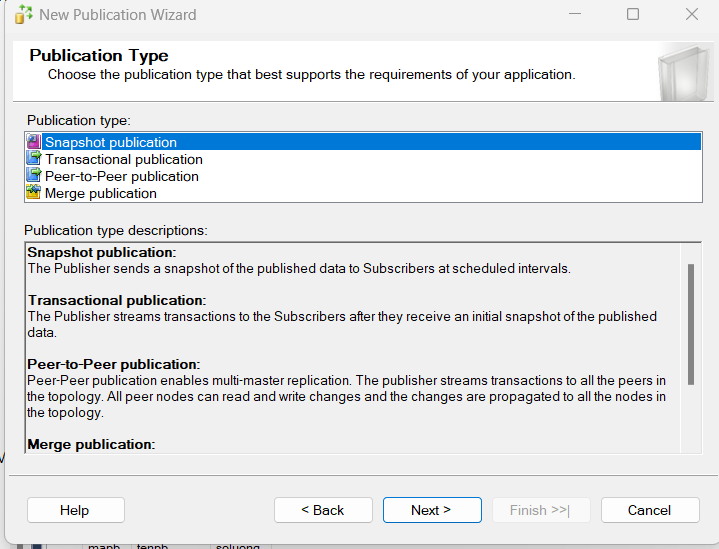 New Publication Wizard
Publication Type
Choose the publication type that best supports the requirements of your application.
Publication type:
Snapshot publication
Transactional publication
Peer-to-Peer publication
Merge publication
Publication type descriptions:
Snapshot publication:
The Publisher sends a snapshot of the published data to Subscribers at scheduled intervals.
Transactional publication:
The Publisher streams transactions to the Subscribers after they receive an initial snapshot of the published
data.
Peer-to-Peer publication:
Peer-Peer publication enables multi-master replication. The publisher streams transactions to all the peers in
the topology. All peer nodes can read and write changes and the changes are propagated to all the nodes in
the topology.
Merge publication:
Help
< Back
Next >
Finish >>|
Cancel